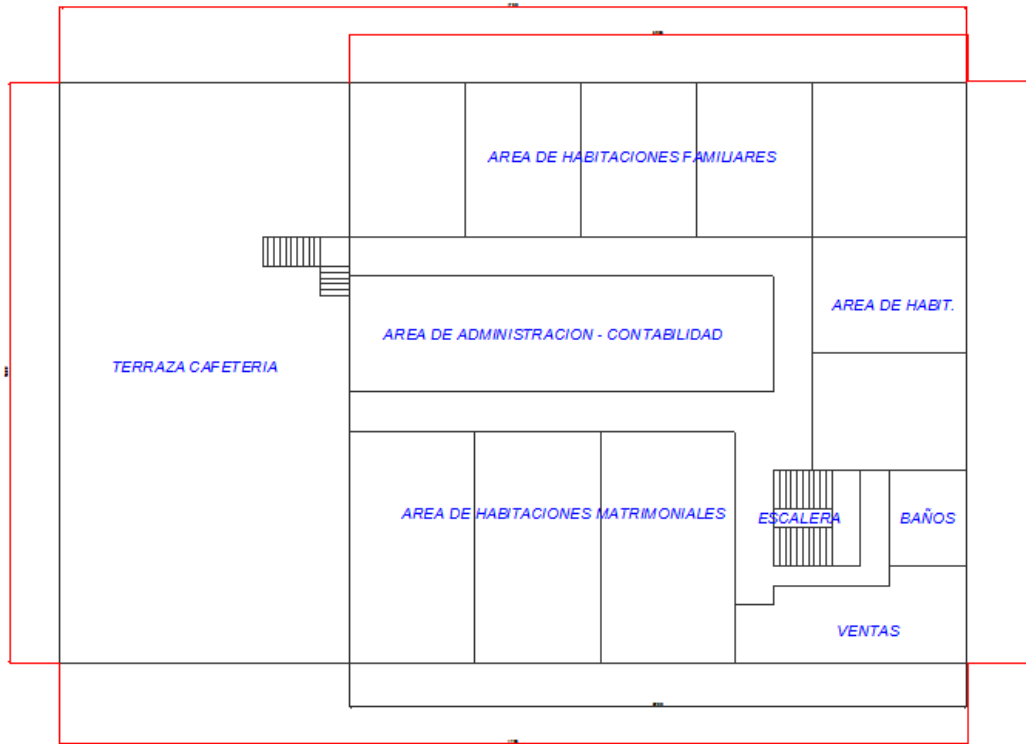 AREA DE HABITACIONES FAMILIARES
AREA DE HABIT.
AREA DE ADMINISTRACION - CONTABILIDAD
TERRAZA CAFETERIA
AREA DE HABITACIONES MATRIMONIALES
ESCALERA
BAÑOS
VENTAS